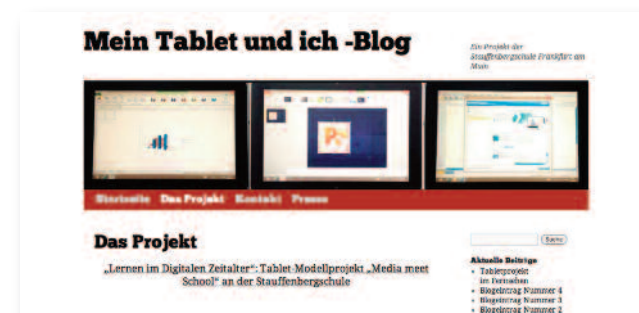 Mein Tablet und ich -Blog
Ein Projekt der
Stauffenbergschule Frankfurt am
Main
Startseite Das Projekt Kontakt Presse
Das Projekt
„Lernen im Digitalen Zeitalter“: Tablet-Modellprojekt „Media meet
School“ an der Stauffenbergschule
Suche
Aktuelle Beiträge
Tabletprojekt
im Fernsehen
Blogeintrag Nummer 4
Blogeintrag Nummer 3
Blogeintrag Nummer 2